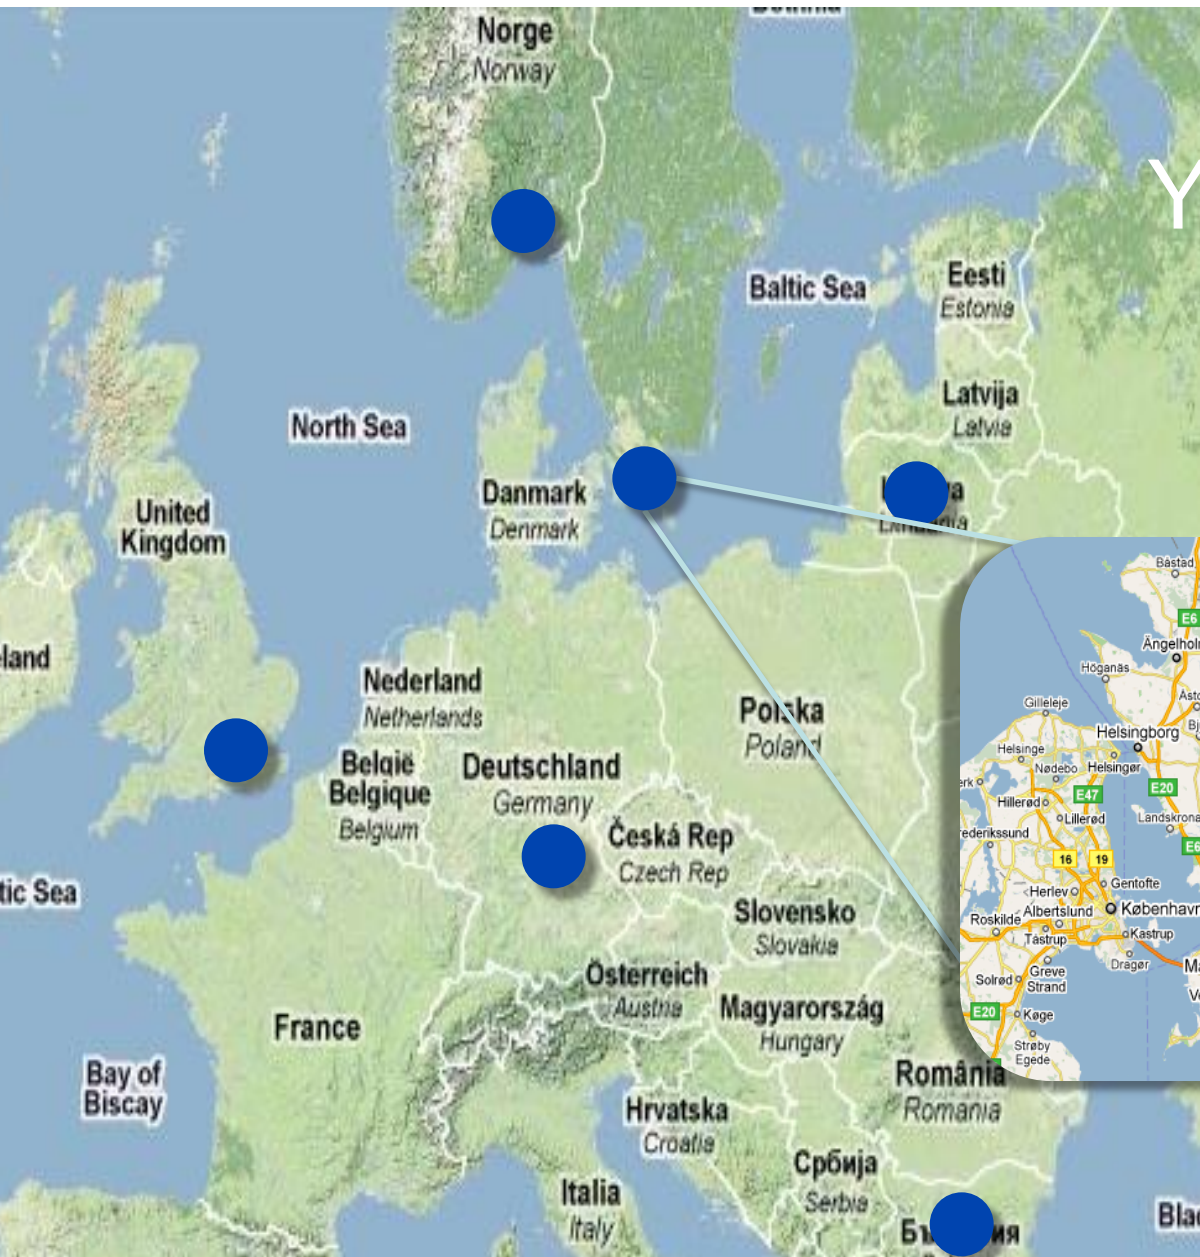 Norge
Norway
Y
Baltic Sea
Eesti
Estonia
Latvija
Latvia
North Sea
Danmark
Denmark
United
Kingdom
Nederland
Netherlands
België
Belgique
Belgium
Deutschland
Germany
Polska
Poland
Česká Rep
Czech Rep
Slovensko
Slovakia
Österreich
Austria
Magyarország
Hungary
France
Bay of
Biscay
România
Romania
Hrvatska
Croatia
Србија
Serbia
Italia
Italy
Båstad
E6
Höganäs
Gilleleje
Helsingborg
Helsinge
Nødebo
Helsingør
E47
E20
Hillerød
Lillerød
Landskrona
E6
16
19
Gentofte
Herlev
København
Roskilde
Albertslund
Kastrup
Tåstrup
Dragør
Solrød
Greve
Strand
E20
Køge
Strøby
Egede